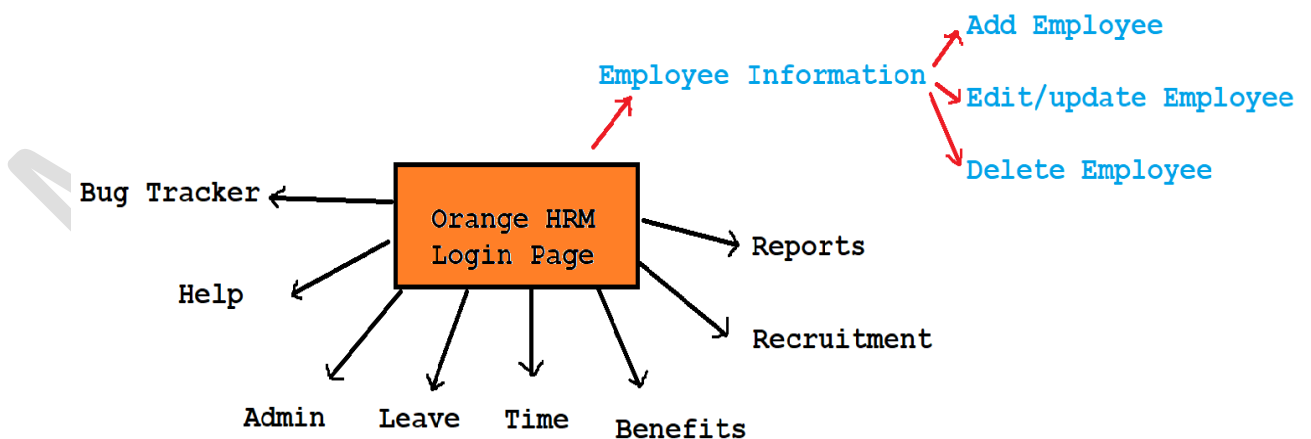 Add Employee
Employee Information
Edit/update Employee
Delete Employee
Bug Tracker
Orange HRM
Login Page
Reports
Help
Recruitment
Admin
Leave
Time
Benefits